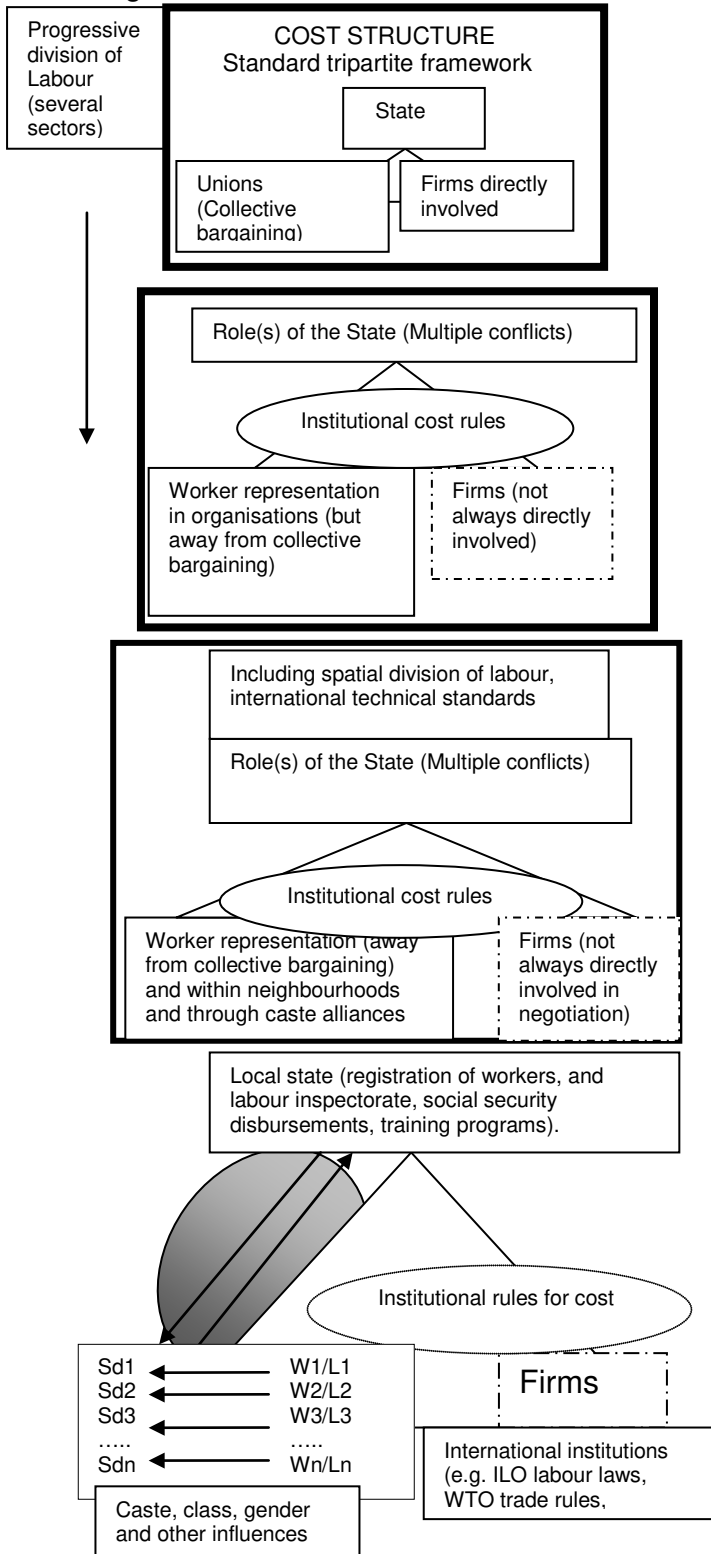 Progressive
division of
Labour
(several
sectors)
COST STRUCTURE
Standard tripartite framework
State
Unions
(Collective
bargaining)
Firms directly
involved
Role(s) of the State (Multiple conflicts)
Institutional cost rules
Worker representation
in organisations (but
away from collective
bargaining)
Firms (not
always directly
involved)
Including spatial division of labour,
international technical standards
Role(s) of the State (Multiple conflicts)
Institutional cost rules
Worker representation (away
from collective bargaining)
and within neighbourhoods
and through caste alliances
Firms (not
always directly
involved in
negotiation)
Local state (registration of workers, and
labour inspectorate, social security
disbursements, training programs).
Institutional rules for cost
Sd1 W1/L1
Sd2 W2/L2
Sd3 W3/L3
….. …..
Sdn Wn/Ln
Firms
International institutions
(e.g. ILO labour laws,
WTO trade rules,
Caste, class, gender
and other influences